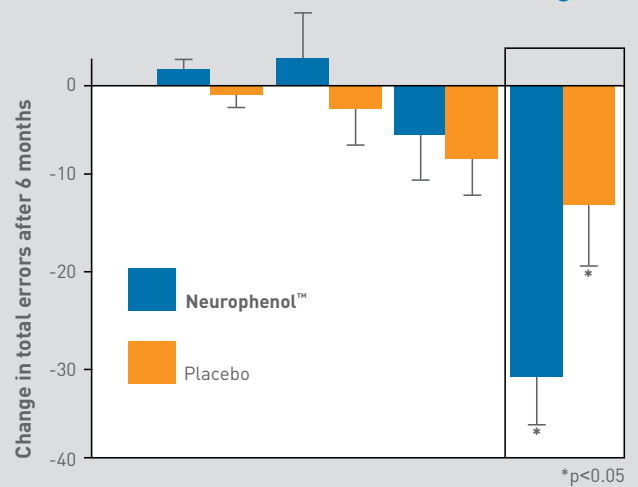 Change in total errors after 6 months
0
-10
-20
-30
-40
Neurophenol™
Placebo
*
*
*p<0.05